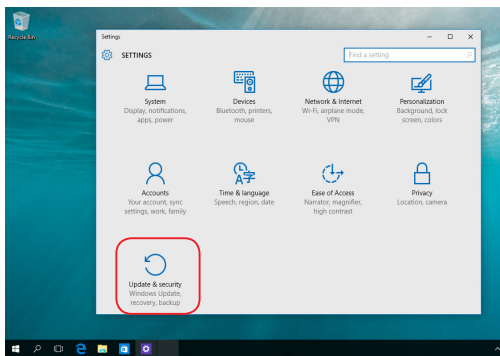 Recycle Bin
Settings
SETTINGS
Find a setting
System
Display, notifications,
apps, power
Devices
Bluetooth, printers,
mouse
Network & Internet
Wi-Fi, airplane mode,
VPN
Personalization
Background, lock
screen, colors
Accounts
Your account, sync
settings, work, family
Time & language
Speech, region, date
Ease of Access
Narrator, magnifier,
high contrast
Privacy
Location, camera
Update & security
Windows Update,
recovery, backup